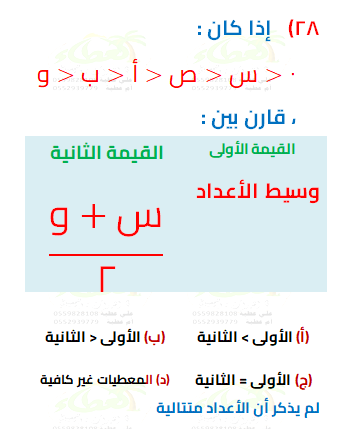 ٢٨) إذا كان :
٠ < س < ص < أ < ب < و
، قارن بين :
القيمة الأولى القيمة الثانية
وسيط الأعداد
س + و
٢
(أ) الأولى > الثانية (ب) الأولى < الثانية
(ج) الأولى = الثانية (د) المعطيات غير كافية
لم يذكر أن الأعداد متتالية